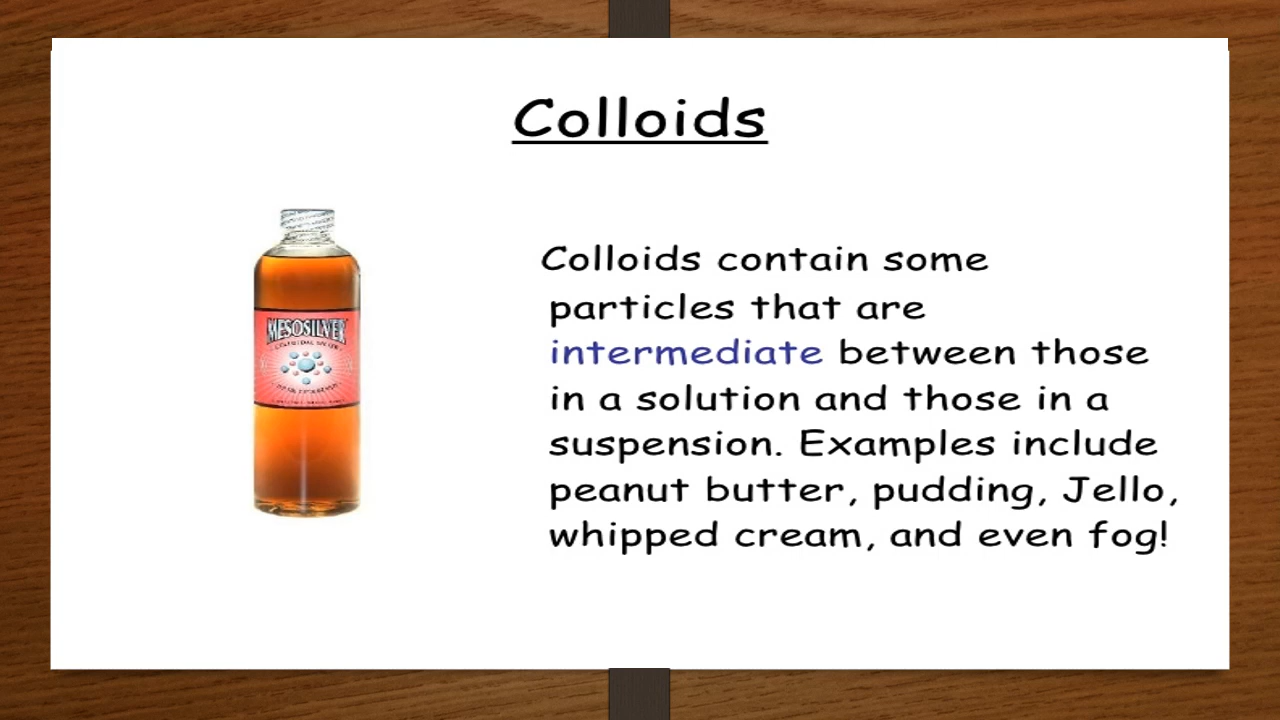 Colloids
Colloids contain some
particles that are
intermediate between those
in a solution and those in a
suspension. Examples include
peanut butter, pudding, Jello,
whipped cream, and even fog!
MESOSILVER